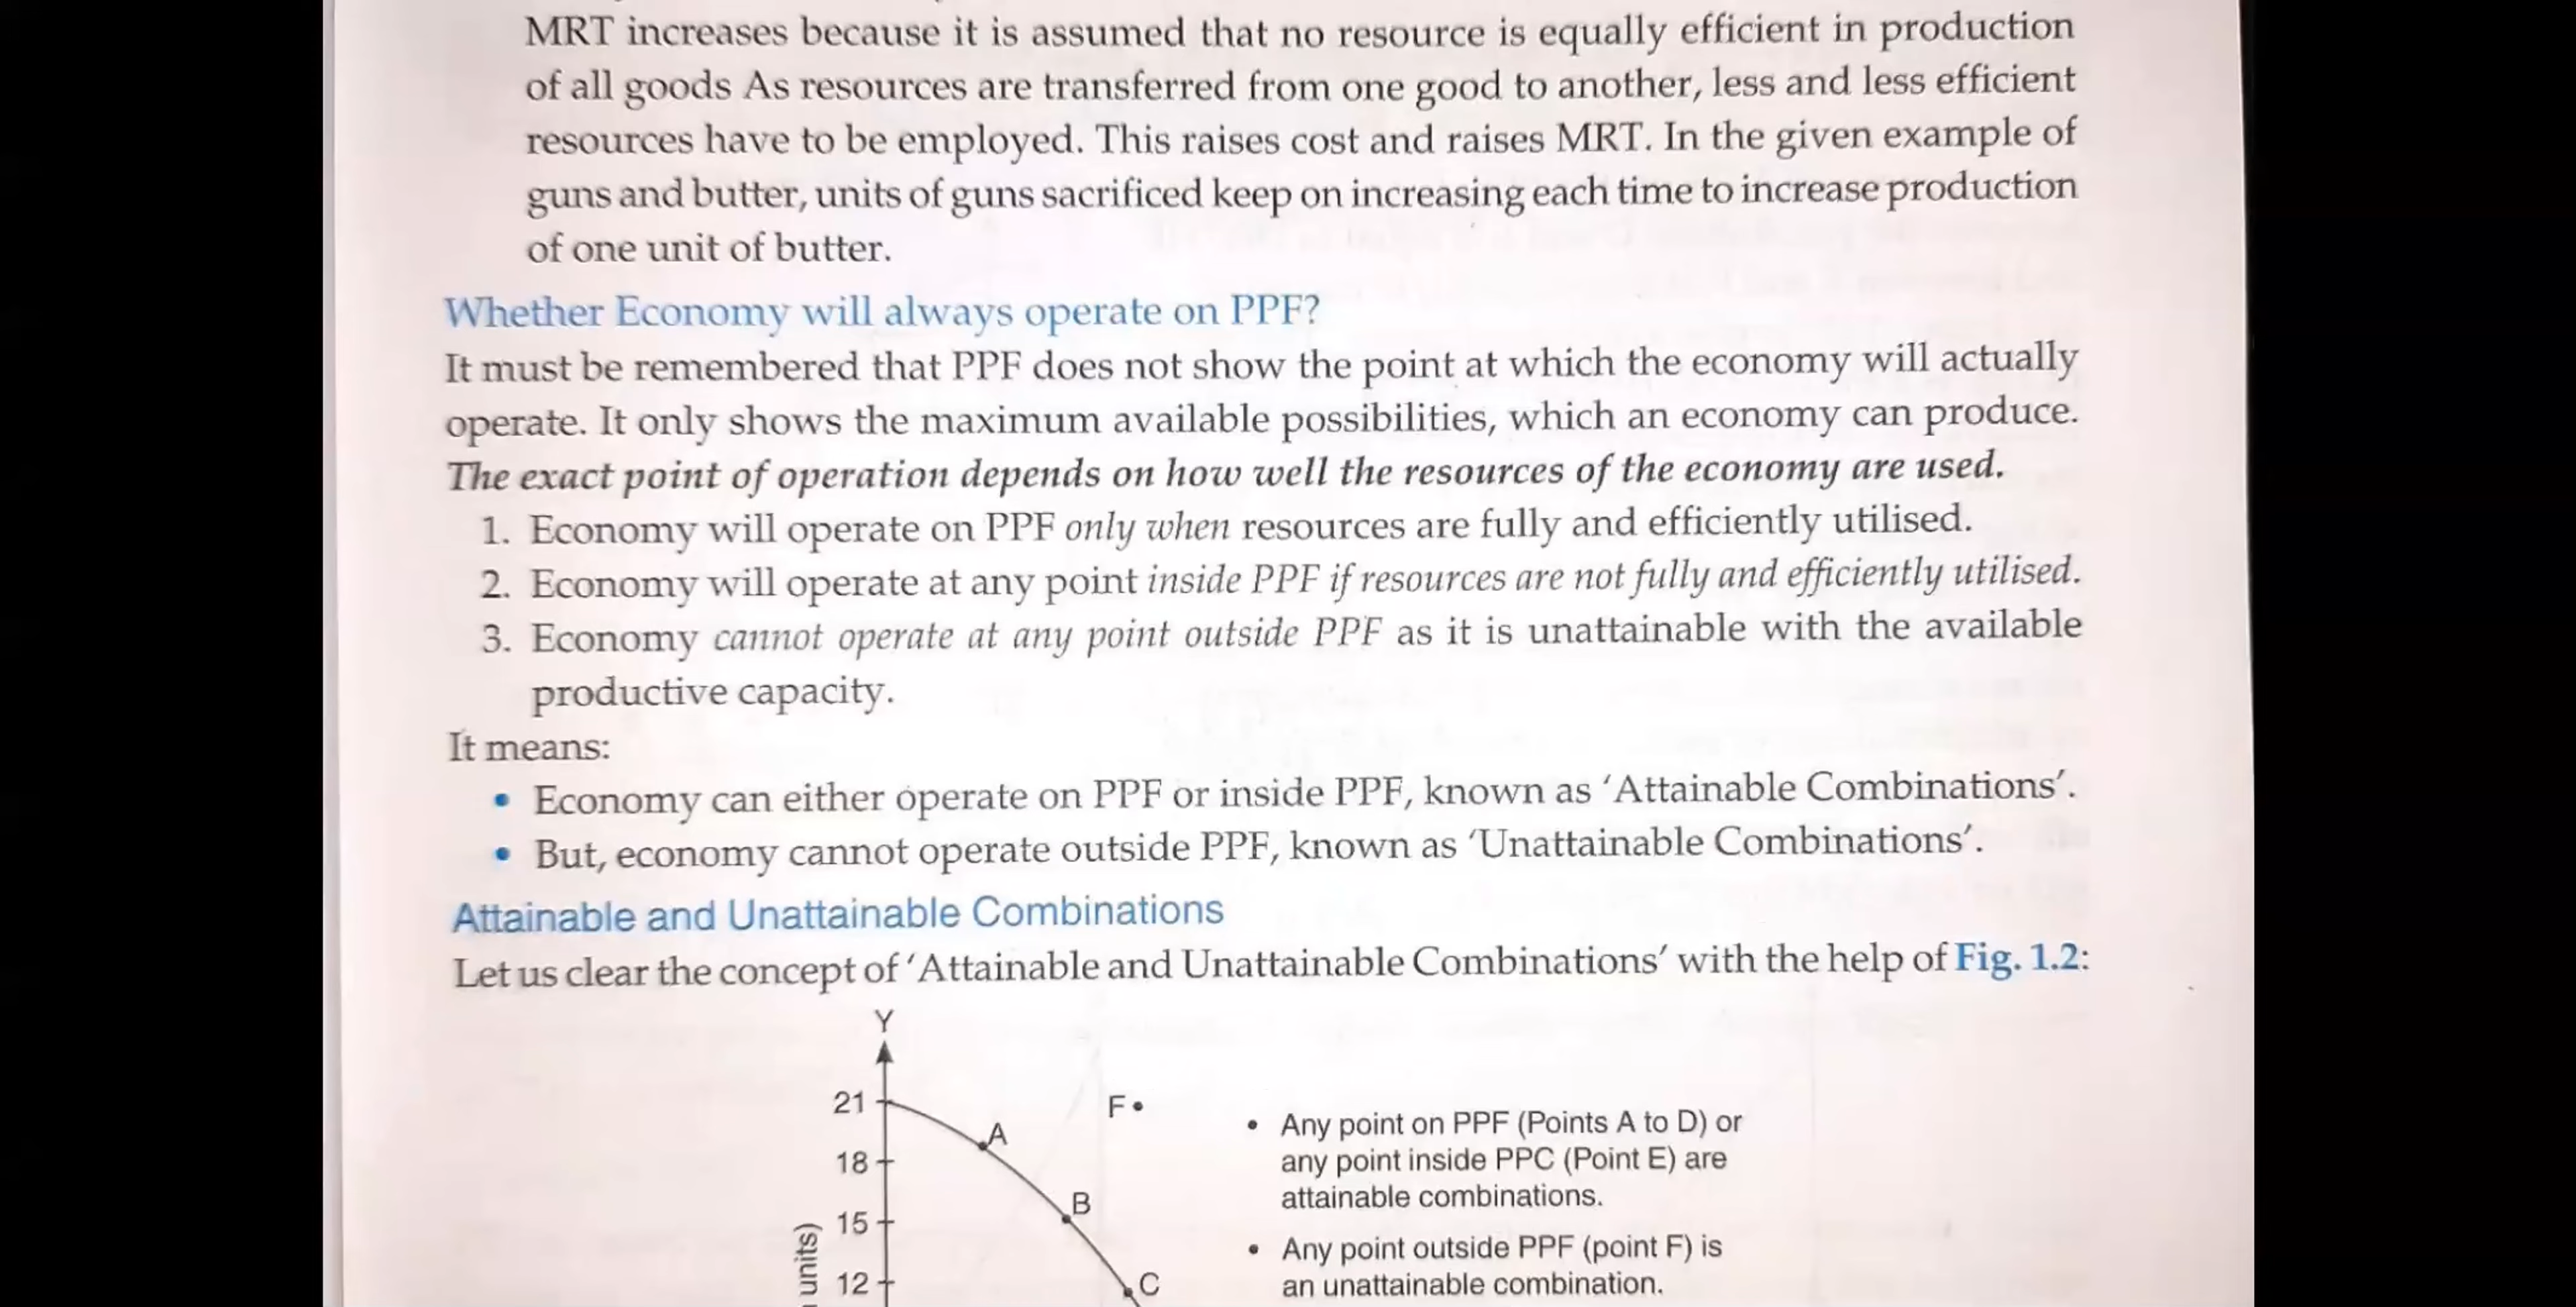 MRT increases because it is assumed that no resource is equally efficient in production
of all goods As resources are transferred from one good to another, less and less efficient
resources have to be employed. This raises cost and raises MRT. In the given example of
guns and butter, units of guns sacrificed keep on increasing each time to increase production
of one unit of butter.
Whether Economy will always operate on PPF?
It must be remembered that PPF does not show the point at which the economy will actually
operate. It only shows the maximum available possibilities, which an economy can produce.
The exact point of operation depends on how well the resources of the economy are used.
1. Economy will operate on PPF only when resources are fully and efficiently utilised.
2. Economy will operate at any point inside PPF if resources are not fully and efficiently utilised.
3. Economy cannot operate at any point outside PPF as it is unattainable with the available
productive capacity.
It means:
• Economy can either operate on PPF or inside PPF, known as ‘Attainable Combinations’.
• But, economy cannot operate outside PPF, known as ‘Unattainable Combinations’.
Attainable and Unattainable Combinations
Let us clear the concept of ‘Attainable and Unattainable Combinations’ with the help of Fig. 1.2:
Y
21
F
A
18
B
15
units)
12
C
• Any point on PPF (Points A to D) or
any point inside PPC (Point E) are
attainable combinations.
• Any point outside PPF (point F) is
an unattainable combination.